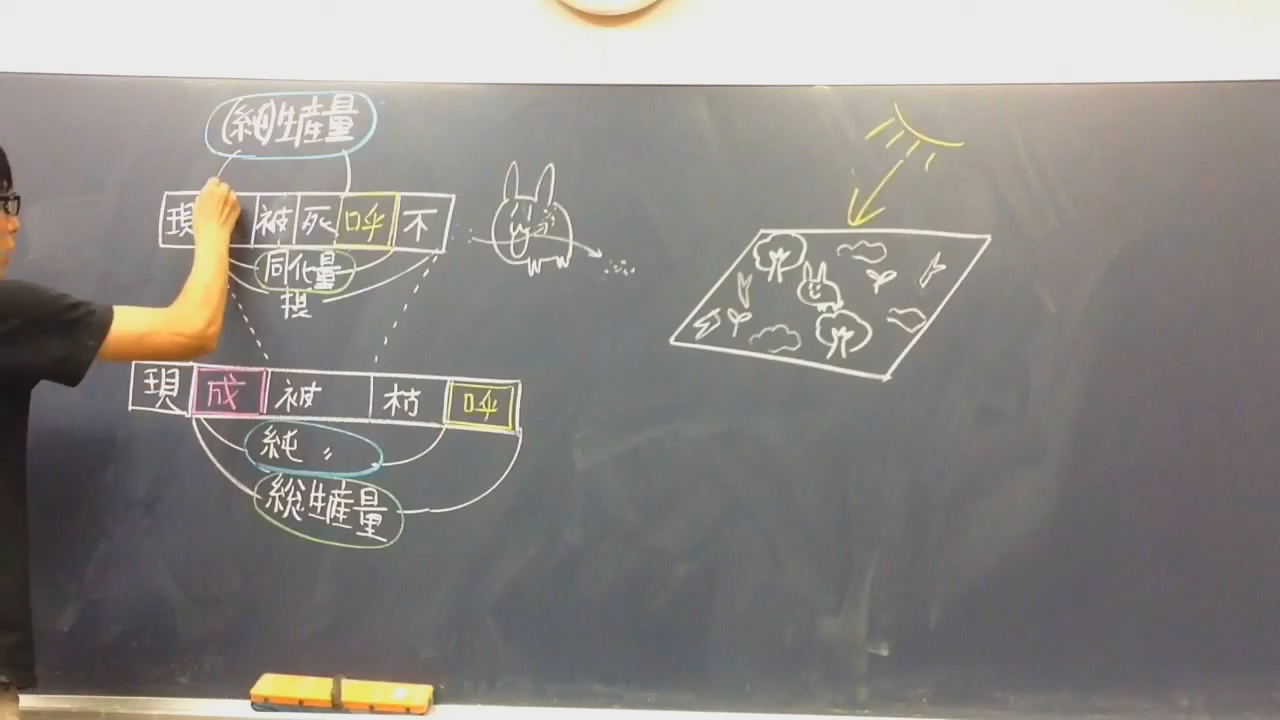 (純)生産量
現 被 死 呼 不
同化量
摂
現 成 被 枯 呼
純 〃
総生産量